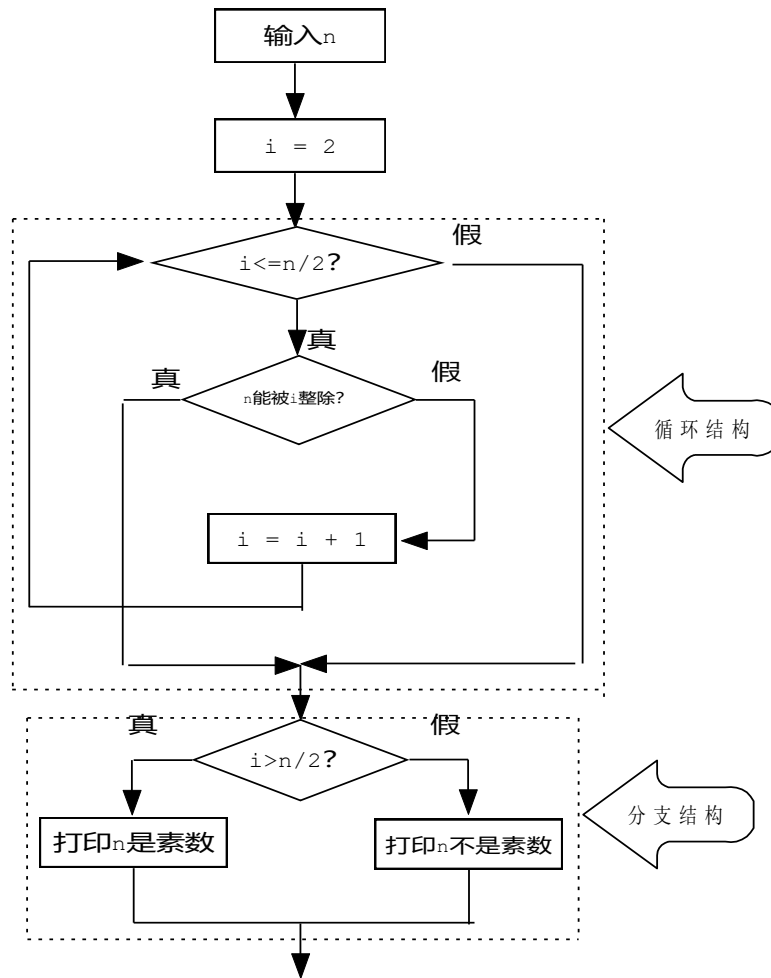 输入n
i = 2
假
i<=n/2?
真
真
假
n能被i整除?
循环结构
i = i + 1
真
假
i>n/2?
分支结构
打印n是素数
打印n不是素数